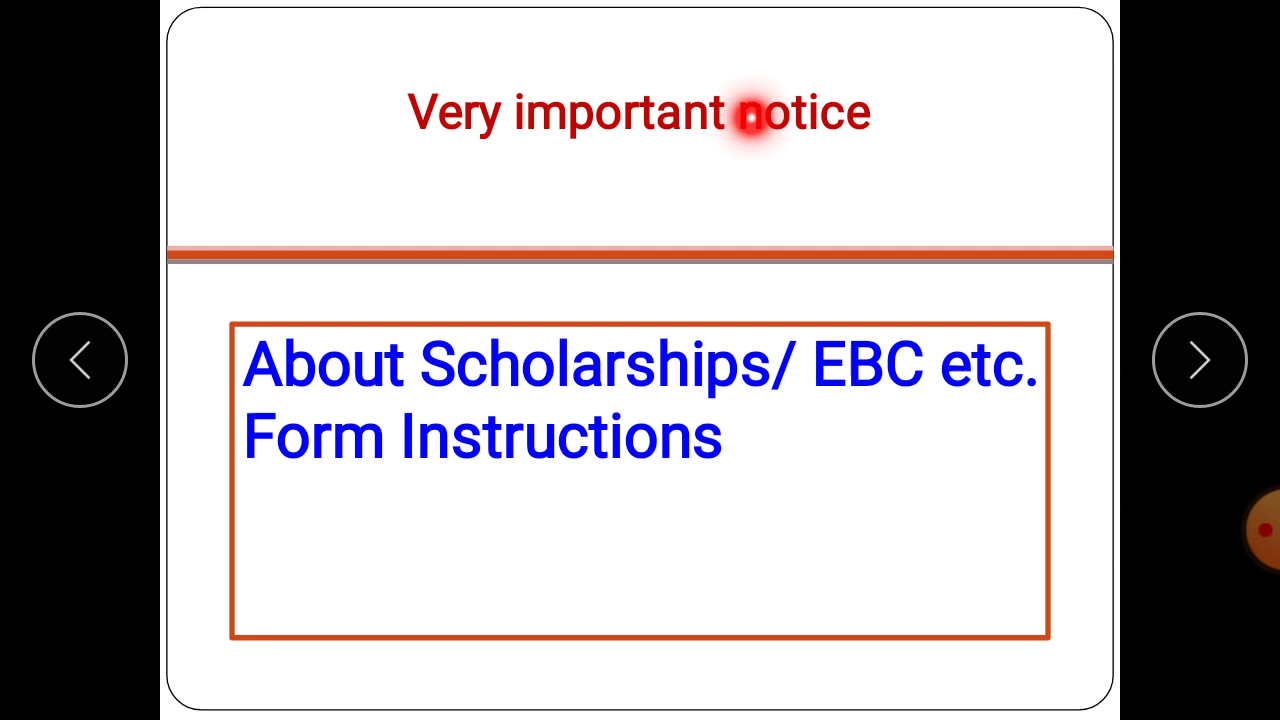 Very important notice
About Scholarships/ EBC etc.
Form Instructions